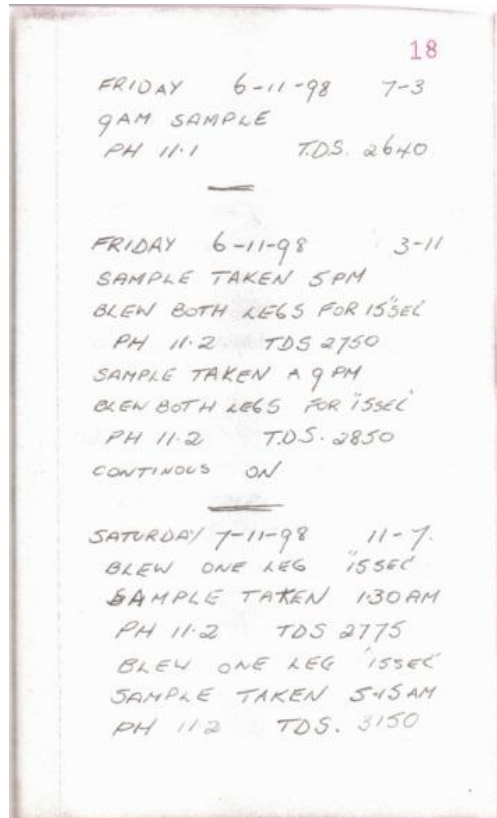 18
FRIDAY 6-11-98 7-3
9AM SAMPLE
PH 11.1 T.D.S. 2640
FRIDAY 6-11-98 3-11
SAMPLE TAKEN 5PM
BLEW BOTH LEGS FOR 15"SEC
PH 11.2 TDS 2750
SAMPLE TAKEN A 9PM
BLEW BOTH LEGS FOR "15SEC
PH 11.2 T.D.S. 2850
CONTINOUS ON
SATURDAY 7-11-98 11-7.
BLEW ONE LEG "15SEC
SAMPLE TAKEN 1:30AM
PH 11.2 TDS 2775
BLEW ONE LEG "15SEC"
SAMPLE TAKEN 5-15AM
PH 11.2 TDS. 3150